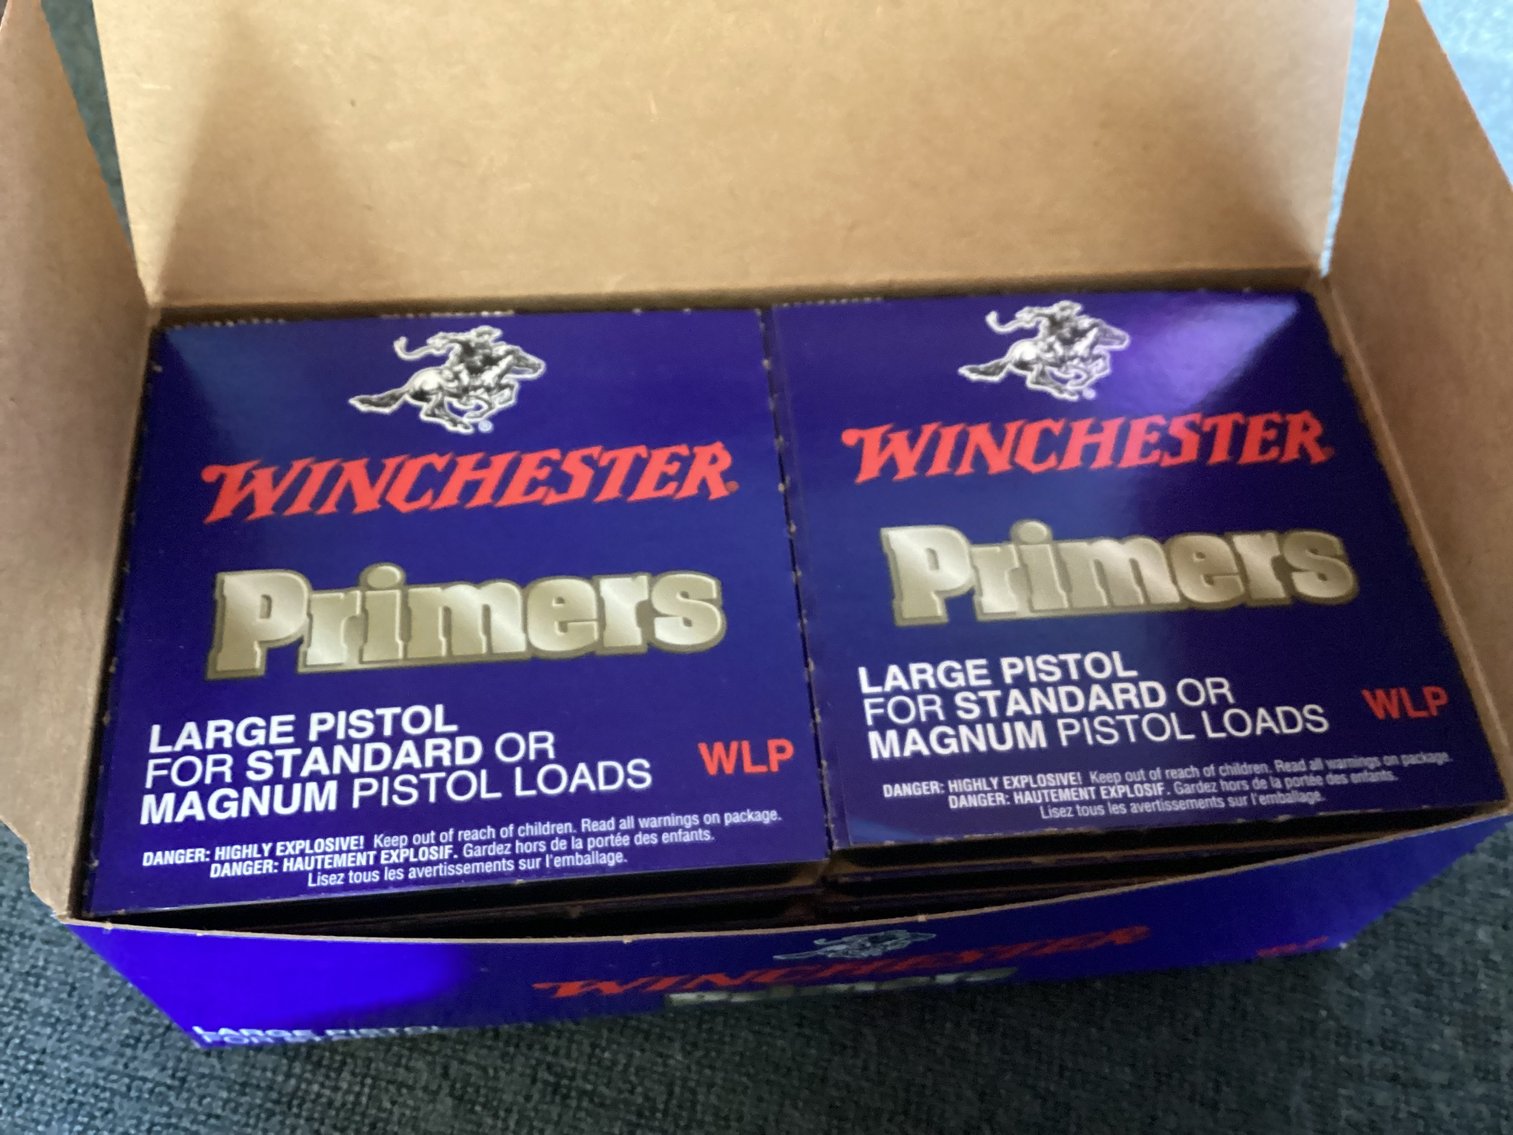 WINCHESTER
Primers
LARGE PISTOL
FOR STANDARD OR
MAGNUM PISTOL LOADS
WLP
DANGER: HIGHLY EXPLOSIVE! Keep out of reach of children. Read all warnings on package.
DANGER: HAUTEMENT EXPLOSIF. Gardez hors de la portée des enfants.
Lisez tous les avertissements sur l'emballage.
WINCHESTER
Primers
LARGE PISTOL
FOR STANDARD OR
MAGNUM PISTOL LOADS
WLP
DANGER: HIGHLY EXPLOSIVE! Keep out of reach of children. Read all warnings on package.
DANGER: HAUTEMENT EXPLOSIF. Gardez hors de la portée des enfants.
Lisez tous les avertissements sur l'emballage.
WINCHESTER
Primers
WLP
LARGE PISTOL